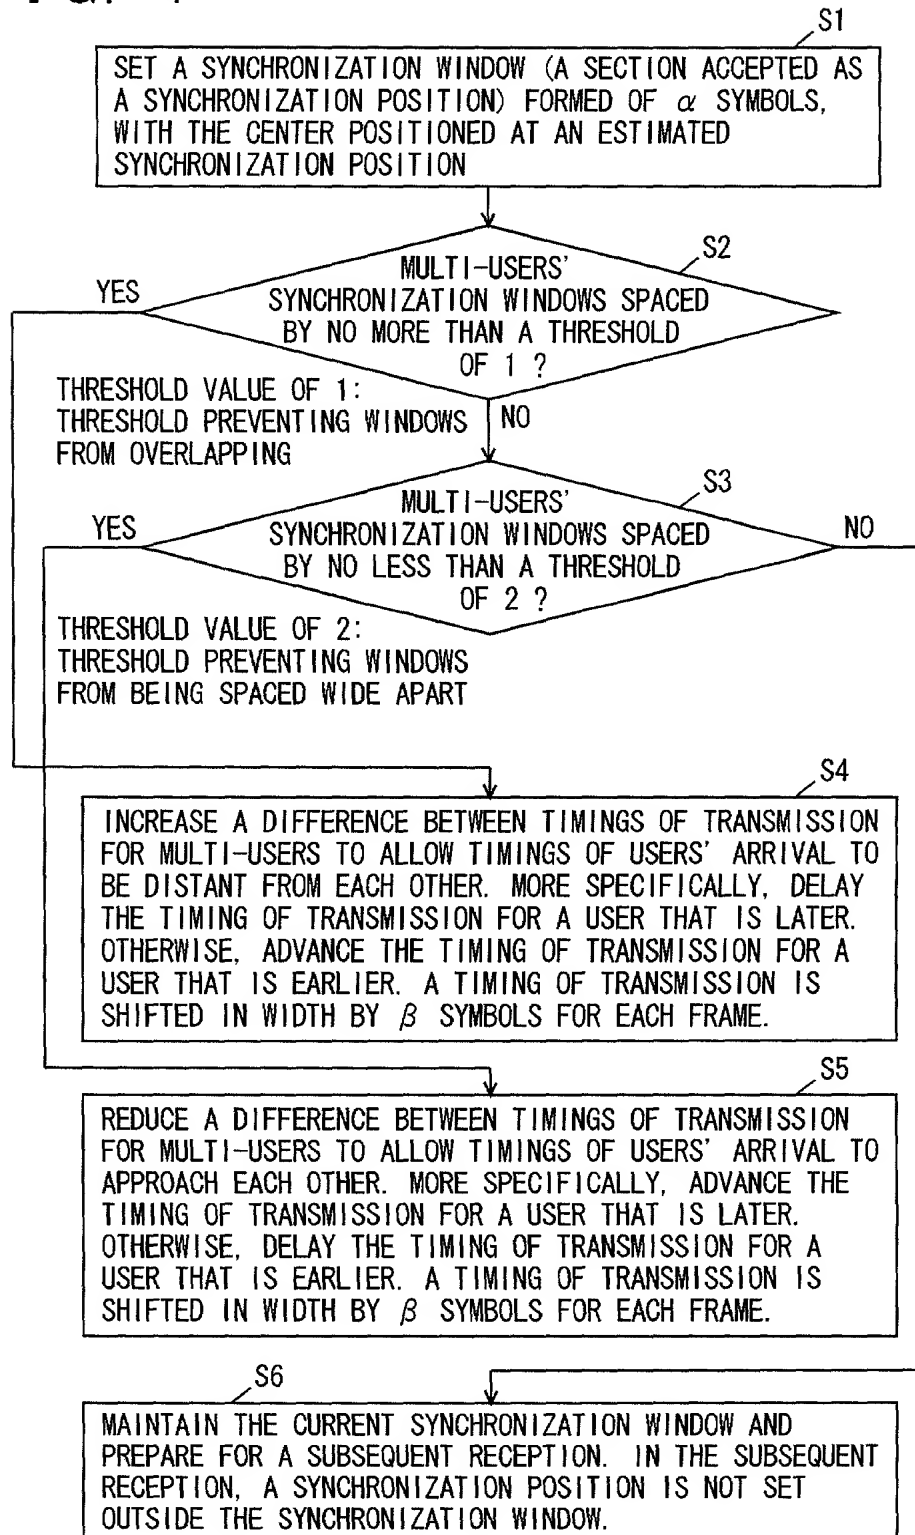 S1
SET A SYNCHRONIZATION WINDOW (A SECTION ACCEPTED AS
A SYNCHRONIZATION POSITION) FORMED OF α SYMBOLS,
WITH THE CENTER POSITIONED AT AN ESTIMATED
SYNCHRONIZATION POSITION
S2
MULTI-USERS'
SYNCHRONIZATION WINDOWS SPACED
BY NO MORE THAN A THRESHOLD
OF 1 ?
YES
THRESHOLD VALUE OF 1:
THRESHOLD PREVENTING WINDOWS
FROM OVERLAPPING
NO
S3
MULTI-USERS'
SYNCHRONIZATION WINDOWS SPACED
BY NO LESS THAN A THRESHOLD
OF 2 ?
YES
NO
THRESHOLD VALUE OF 2:
THRESHOLD PREVENTING WINDOWS
FROM BEING SPACED WIDE APART
S4
INCREASE A DIFFERENCE BETWEEN TIMINGS OF TRANSMISSION
FOR MULTI-USERS TO ALLOW TIMINGS OF USERS' ARRIVAL TO
BE DISTANT FROM EACH OTHER. MORE SPECIFICALLY, DELAY
THE TIMING OF TRANSMISSION FOR A USER THAT IS LATER.
OTHERWISE, ADVANCE THE TIMING OF TRANSMISSION FOR A
USER THAT IS EARLIER. A TIMING OF TRANSMISSION IS
SHIFTED IN WIDTH BY β SYMBOLS FOR EACH FRAME.
S5
REDUCE A DIFFERENCE BETWEEN TIMINGS OF TRANSMISSION
FOR MULTI-USERS TO ALLOW TIMINGS OF USERS' ARRIVAL TO
APPROACH EACH OTHER. MORE SPECIFICALLY, ADVANCE THE
TIMING OF TRANSMISSION FOR A USER THAT IS LATER.
OTHERWISE, DELAY THE TIMING OF TRANSMISSION FOR A
USER THAT IS EARLIER. A TIMING OF TRANSMISSION IS
SHIFTED IN WIDTH BY β SYMBOLS FOR EACH FRAME.
S6
MAINTAIN THE CURRENT SYNCHRONIZATION WINDOW AND
PREPARE FOR A SUBSEQUENT RECEPTION. IN THE SUBSEQUENT
RECEPTION, A SYNCHRONIZATION POSITION IS NOT SET
OUTSIDE THE SYNCHRONIZATION WINDOW.